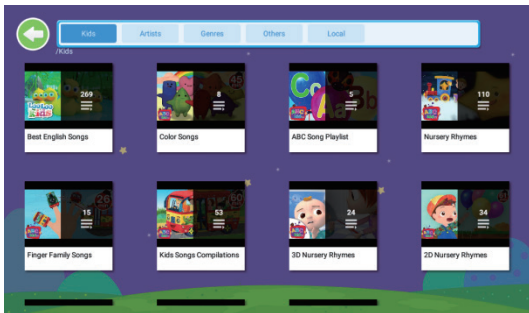 Kids Artists Genres Others Local
/Kids
269
Best English Songs
8
Color Songs
5
ABC Song Playlist
110
Nursery Rhymes
15
Finger Family Songs
53
Kids Songs Compilations
24
3D Nursery Rhymes
34
2D Nursery Rhymes